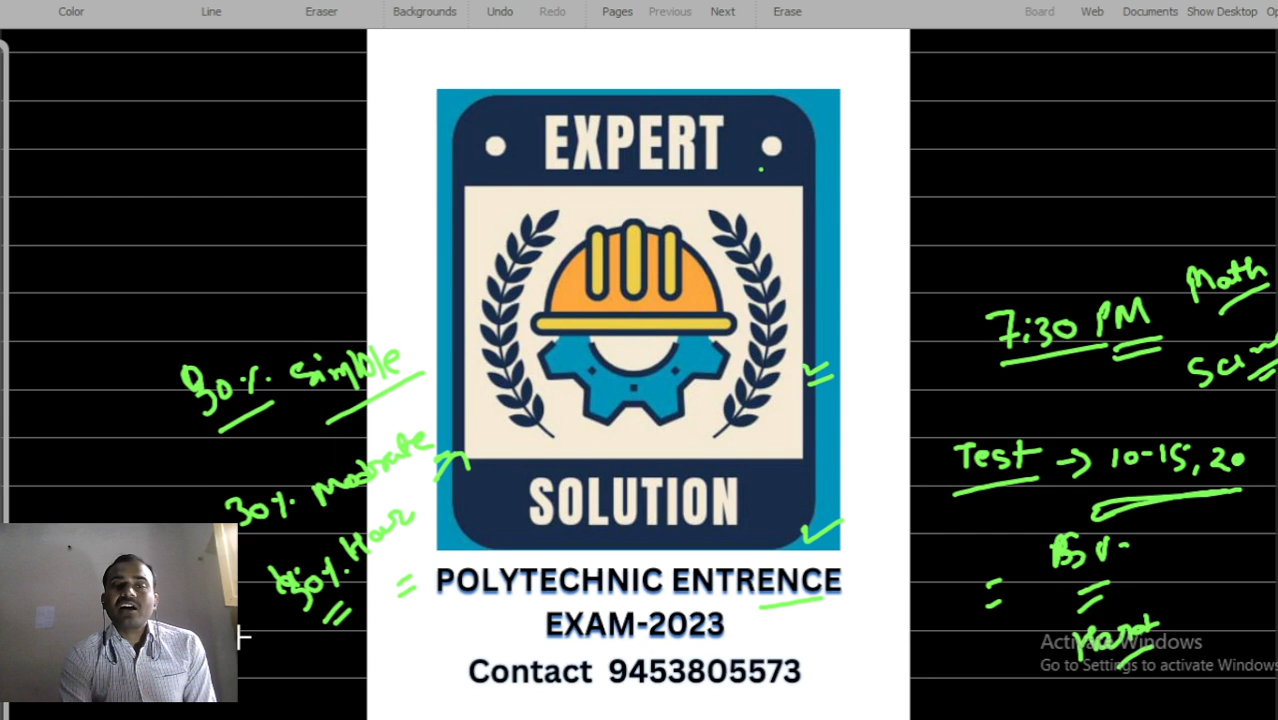 Color Line Eraser Backgrounds Undo Redo Pages Previous Next Erase Board Web Documents Show Desktop
EXPERT
SOLUTION
POLYTECHNIC ENTRENCE
EXAM-2023
Contact 9453805573
30% Simple
30% Modrate
30%
7:30 PM
Math
Test → 10-15, 20
Activate Windows
Go to Settings to activate Windows